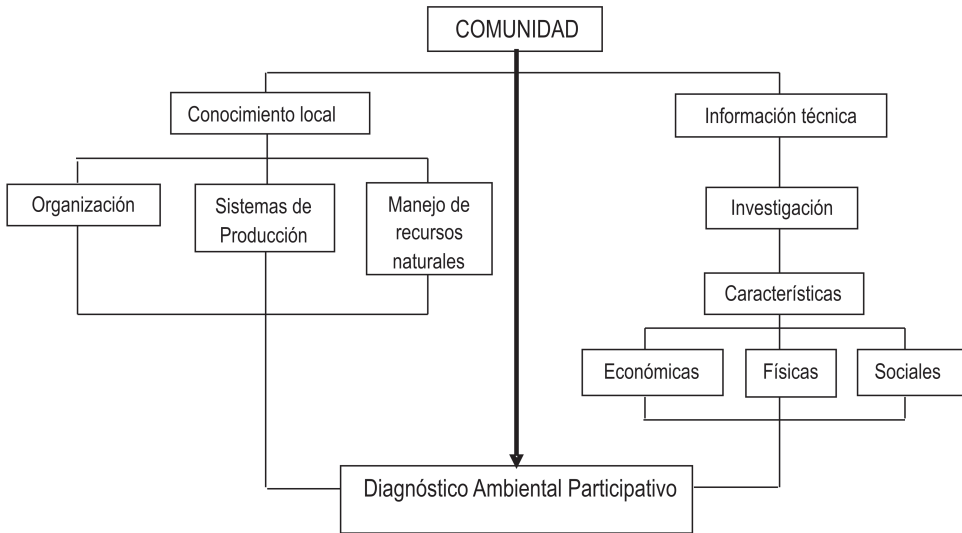 COMUNIDAD
Conocimiento local
Información técnica
Organización
Sistemas de
Producción
Manejo de
recursos
naturales
Investigación
Características
Económicas
Físicas
Sociales
Diagnóstico Ambiental Participativo